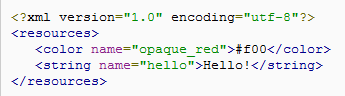 <?xml version="1.0" encoding="utf-8"?>
<resources>
    <color name="opaque_red">#f00</color>
    <string name="hello">Hello!</string>
</resources>